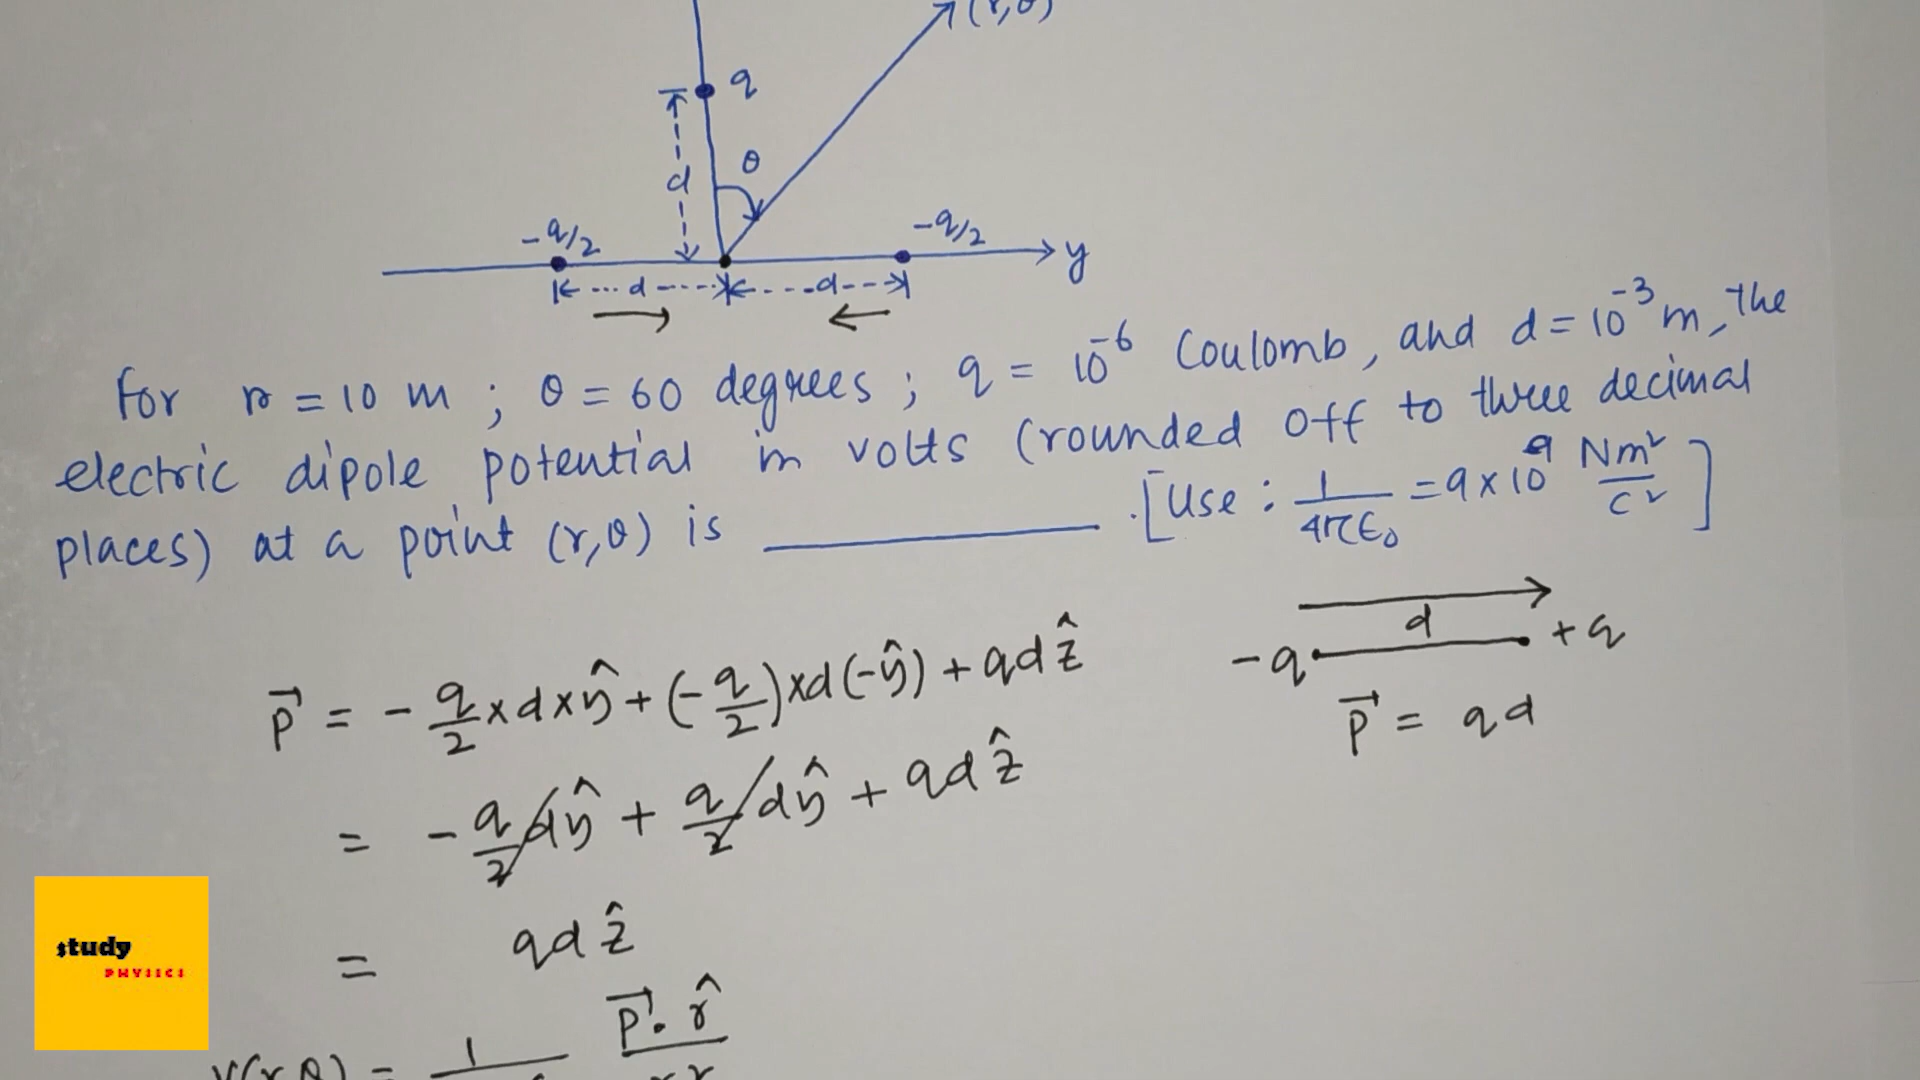 (r,θ)
q
θ
d
-q/2
-q/2
y
d
d
for r = 10 m ; θ = 60 degrees ; q = 10⁻⁶ Coulomb, and d = 10⁻³ m, the
electric dipole potential in volts (rounded off to three decimal
places) at a point (r,θ) is ________ . [Use : 1/4πϵ₀ = 9×10⁹ Nm²/C²]
d
-q +q
p⃗ = qd
p⃗ = - q/2 × d × ŷ + (- q/2) × d (-ŷ) + qd ẑ
= - q/2 dŷ + q/2 dŷ + qd ẑ
= qd ẑ
V(r,θ) = 1 p⃗. r̂
study
PHYSICS